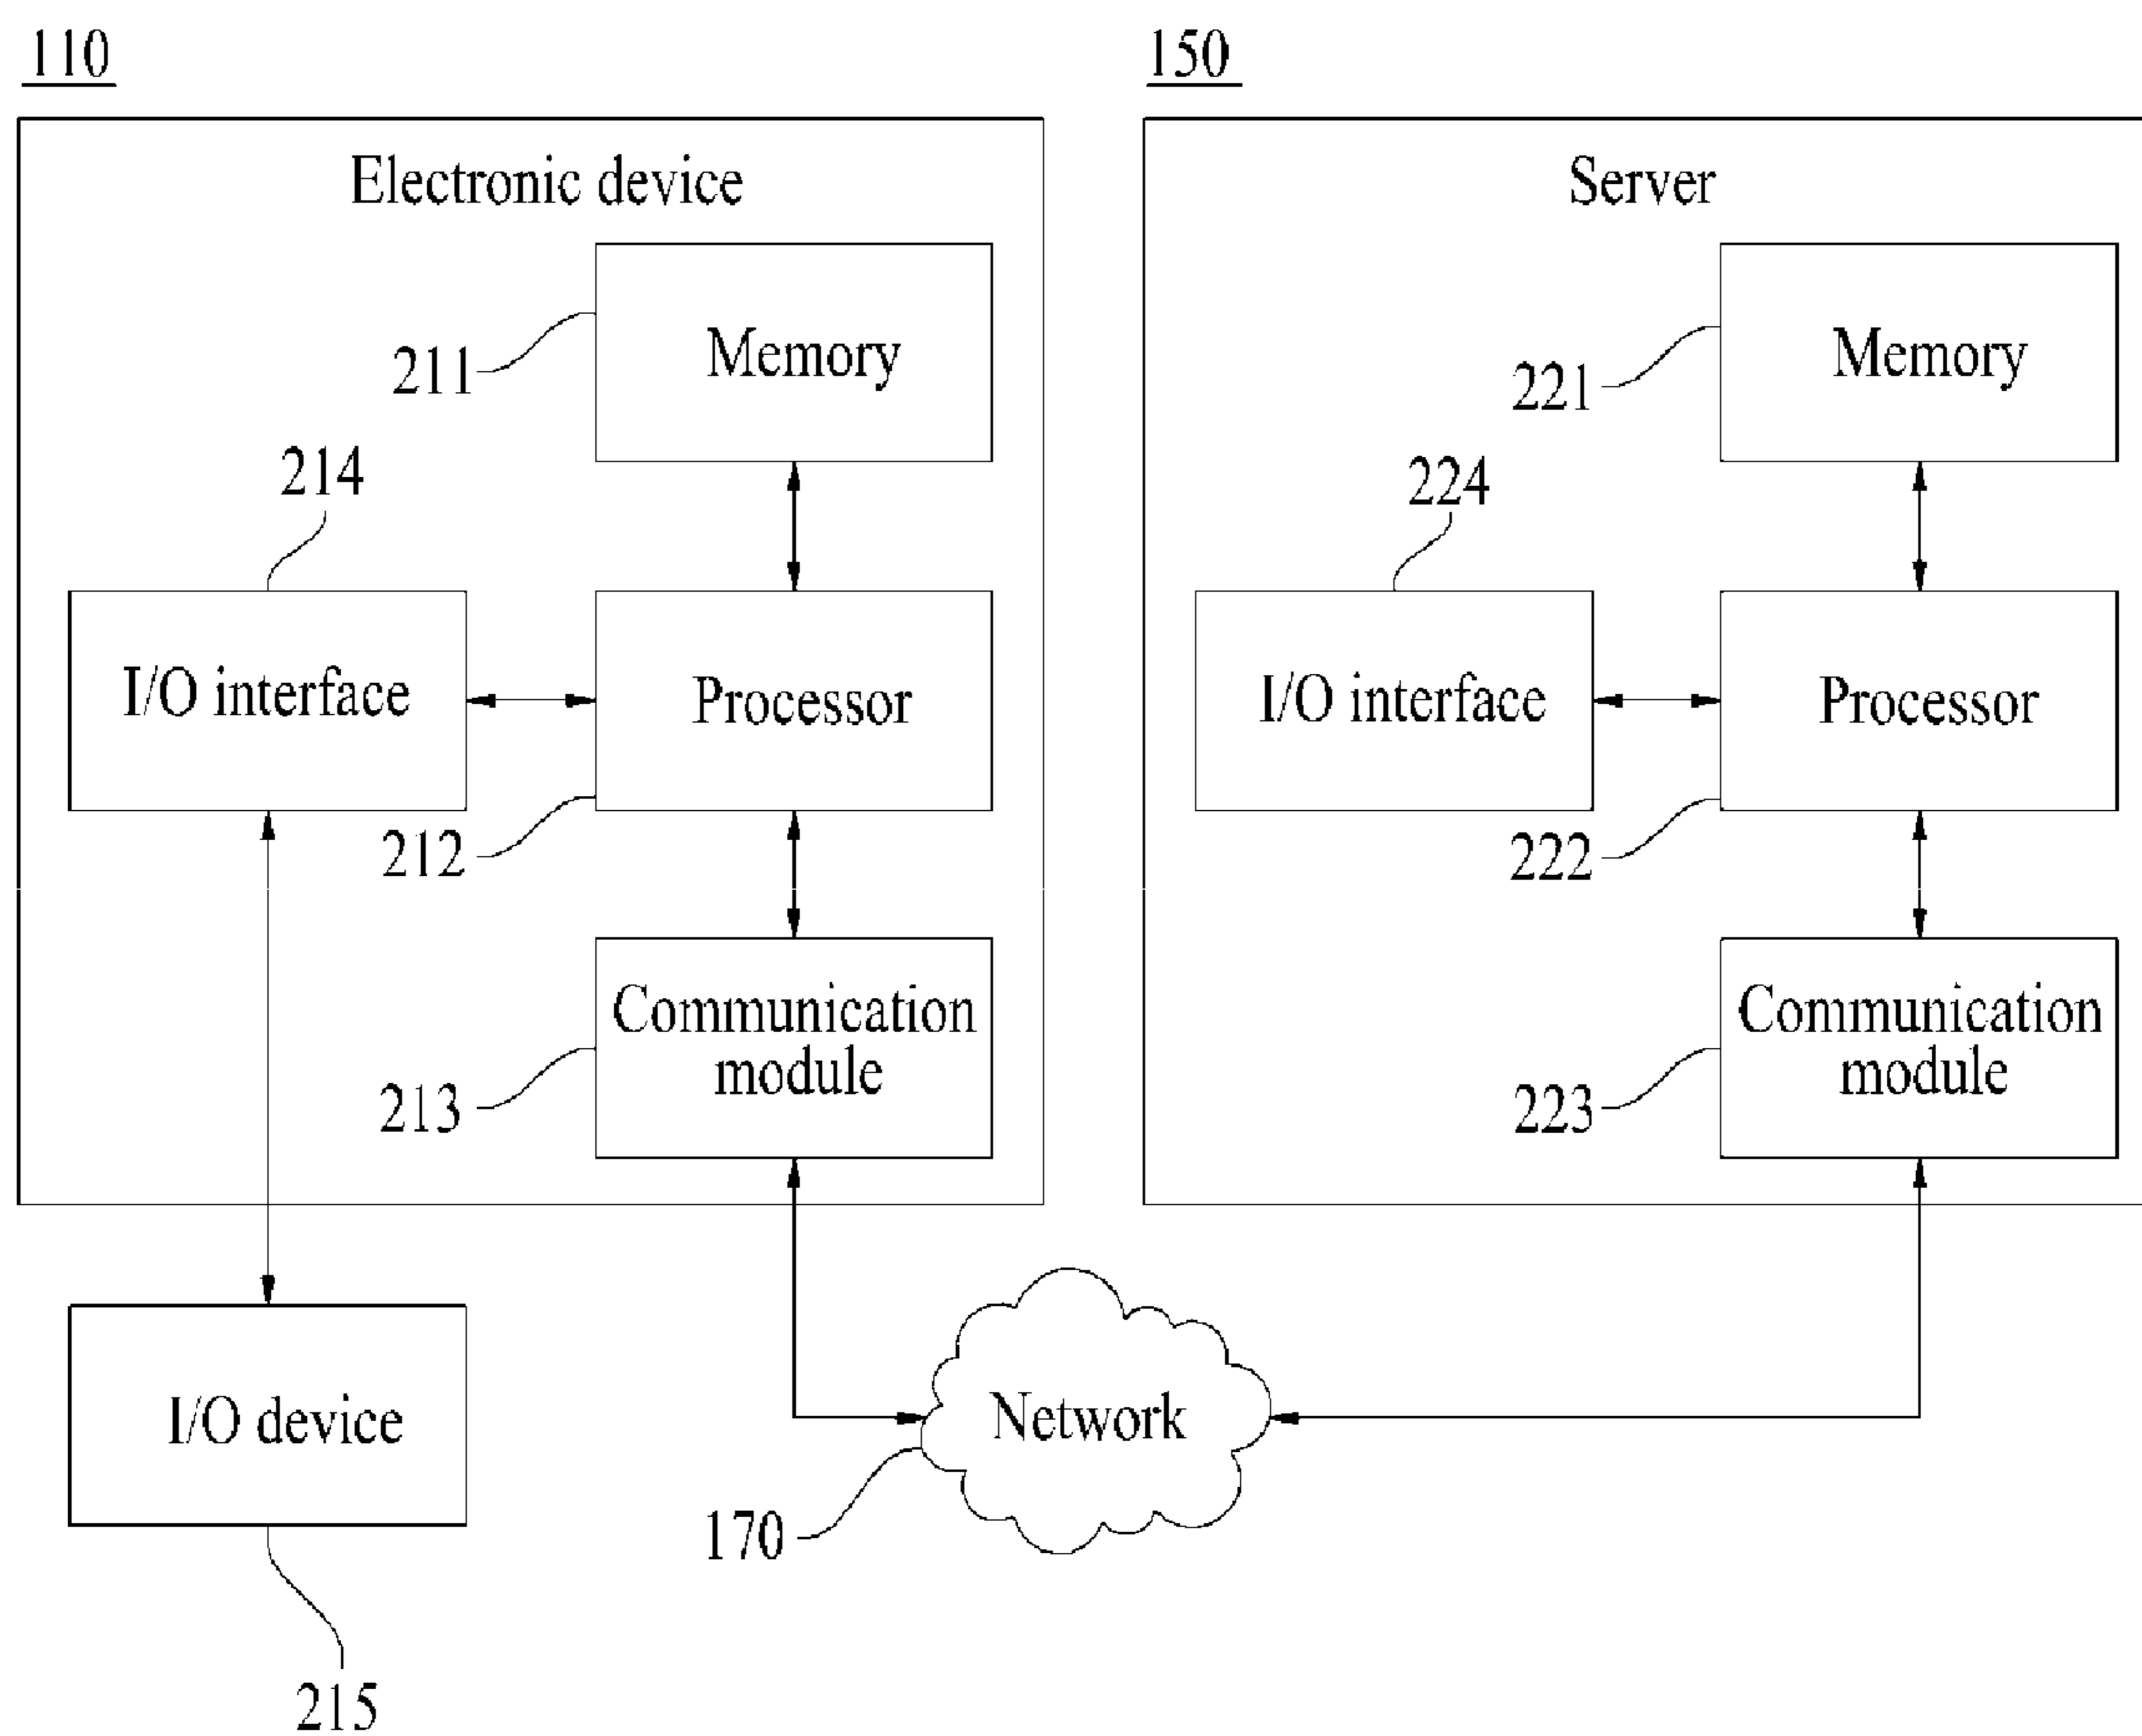 110
150
Electronic device
Server
211
Memory
221
Memory
214
224
I/O interface
Processor
I/O interface
Processor
212
222
Communication
module
Communication
module
213
223
I/O device
Network
170
215